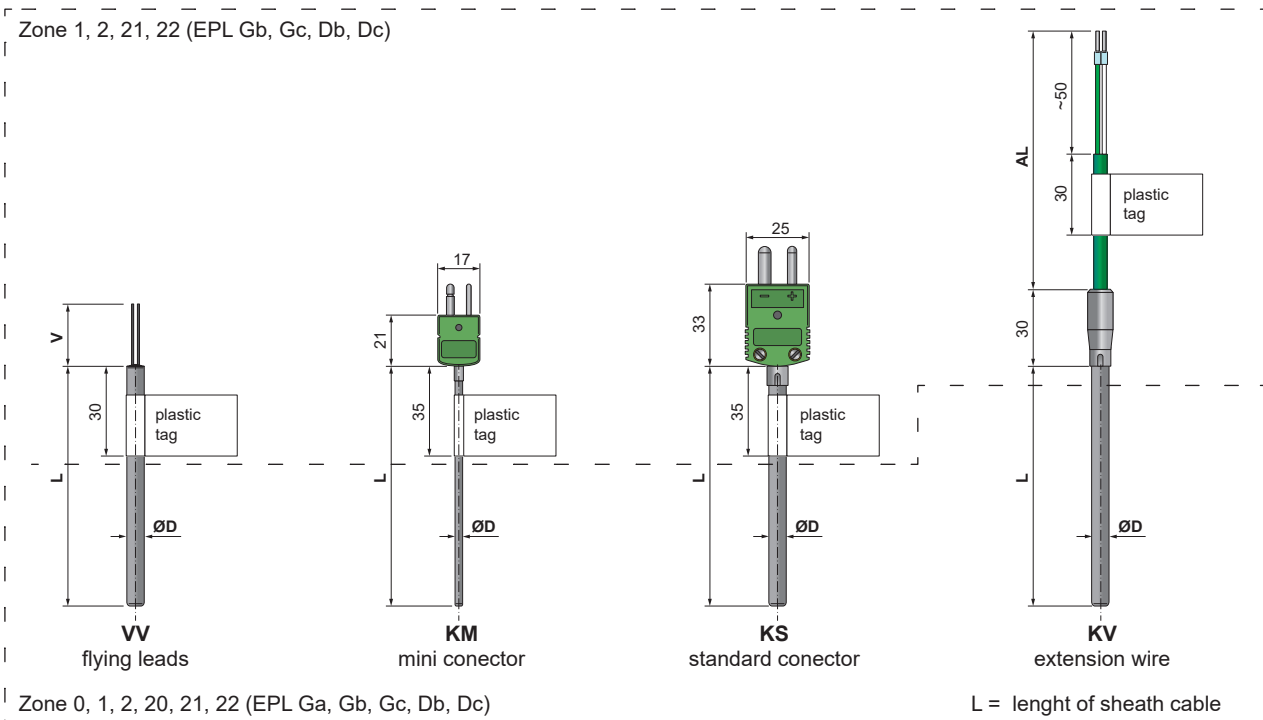 Zone 1, 2, 21, 22 (EPL Gb, Gc, Db, Dc)
~50
AL
30
plastic
tag
25
17
33
21
30
V
30
plastic
tag
35
plastic
tag
35
plastic
tag
L
L
L
L
ØD
ØD
ØD
ØD
VV
flying leads
KM
mini conector
KS
standard conector
KV
extension wire
Zone 0, 1, 2, 20, 21, 22 (EPL Ga, Gb, Gc, Db, Dc)
L = lenght of sheath cable